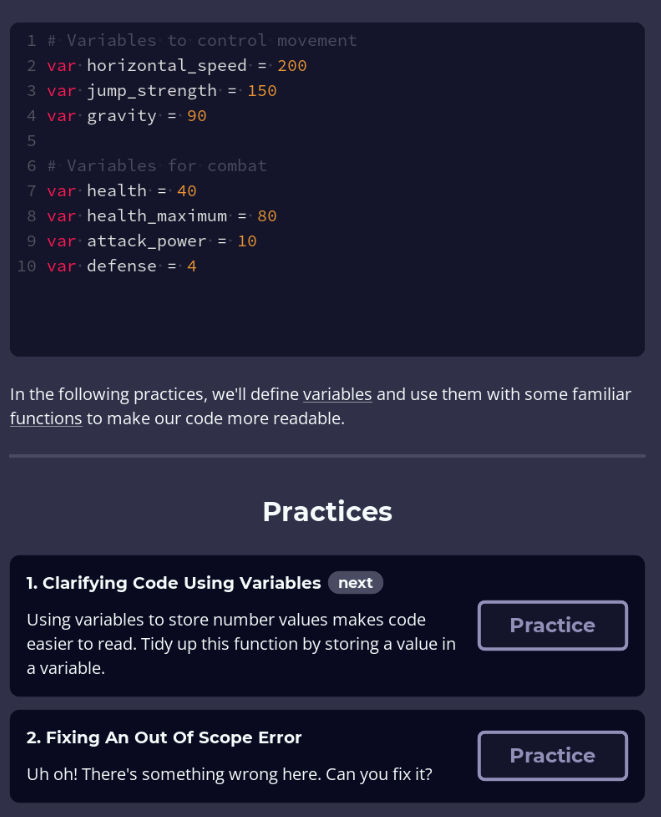 1 # Variables to control movement
2 var horizontal_speed = 200
3 var jump_strength = 150
4 var gravity = 90
5
6 # Variables for combat
7 var health = 40
8 var health_maximum = 80
9 var attack_power = 10
10 var defense = 4
In the following practices, we'll define variables and use them with some familiar
functions to make our code more readable.
Practices
1. Clarifying Code Using Variables next
Using variables to store number values makes code
easier to read. Tidy up this function by storing a value in
a variable.
Practice
2. Fixing An Out Of Scope Error
Uh oh! There's something wrong here. Can you fix it?
Practice